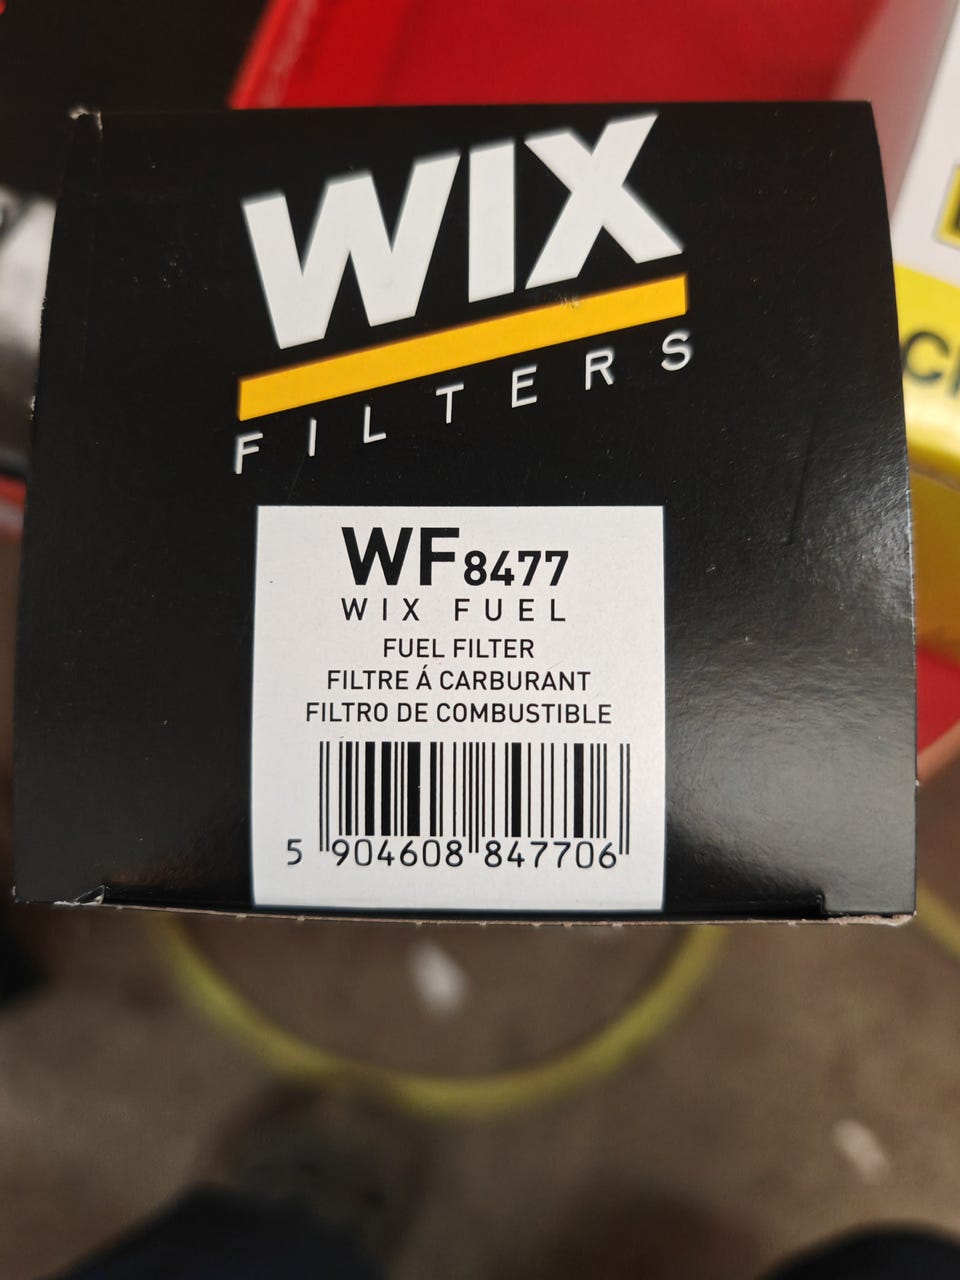 WIX
FILTERS
WF8477
WIX FUEL
FUEL FILTER
FILTRE Á CARBURANT
FILTRO DE COMBUSTIBLE
5 904608 847706